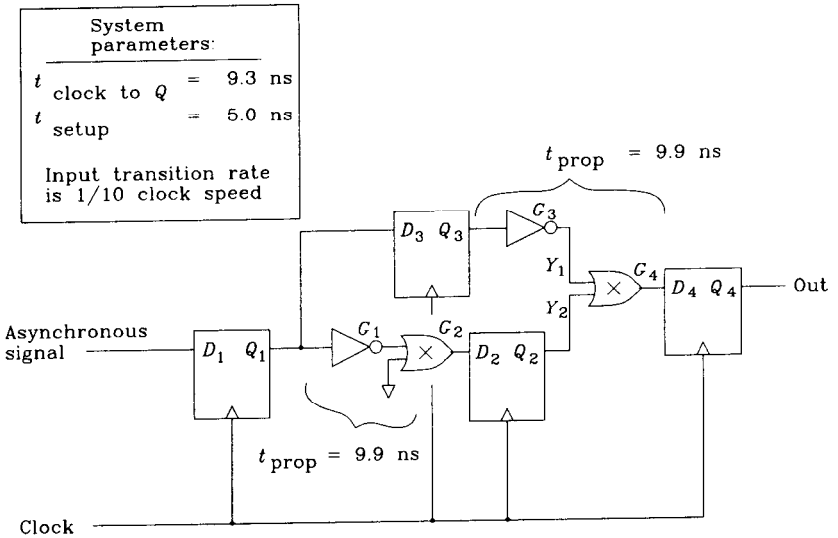 System
parameters:
t clock to Q = 9.3 ns
t setup = 5.0 ns
Input transition rate
is 1/10 clock speed
t prop = 9.9 ns
D3 Q3
G3
Y1
G4
D4 Q4
Out
Y2
Asynchronous
signal
D1 Q1
G1
G2
D2 Q2
t prop = 9.9 ns
Clock